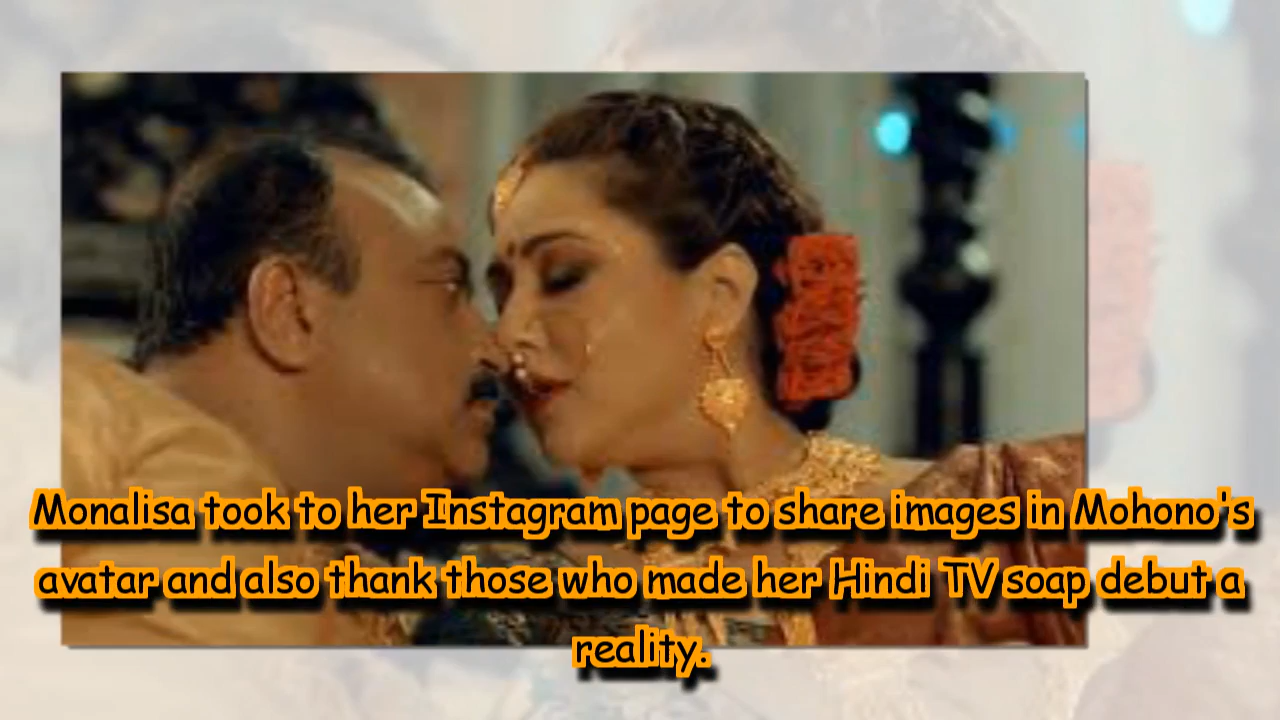 Monalisa took to her Instagram page to share images in Mohono's
avatar and also thank those who made her Hindi TV soap debut a
reality.